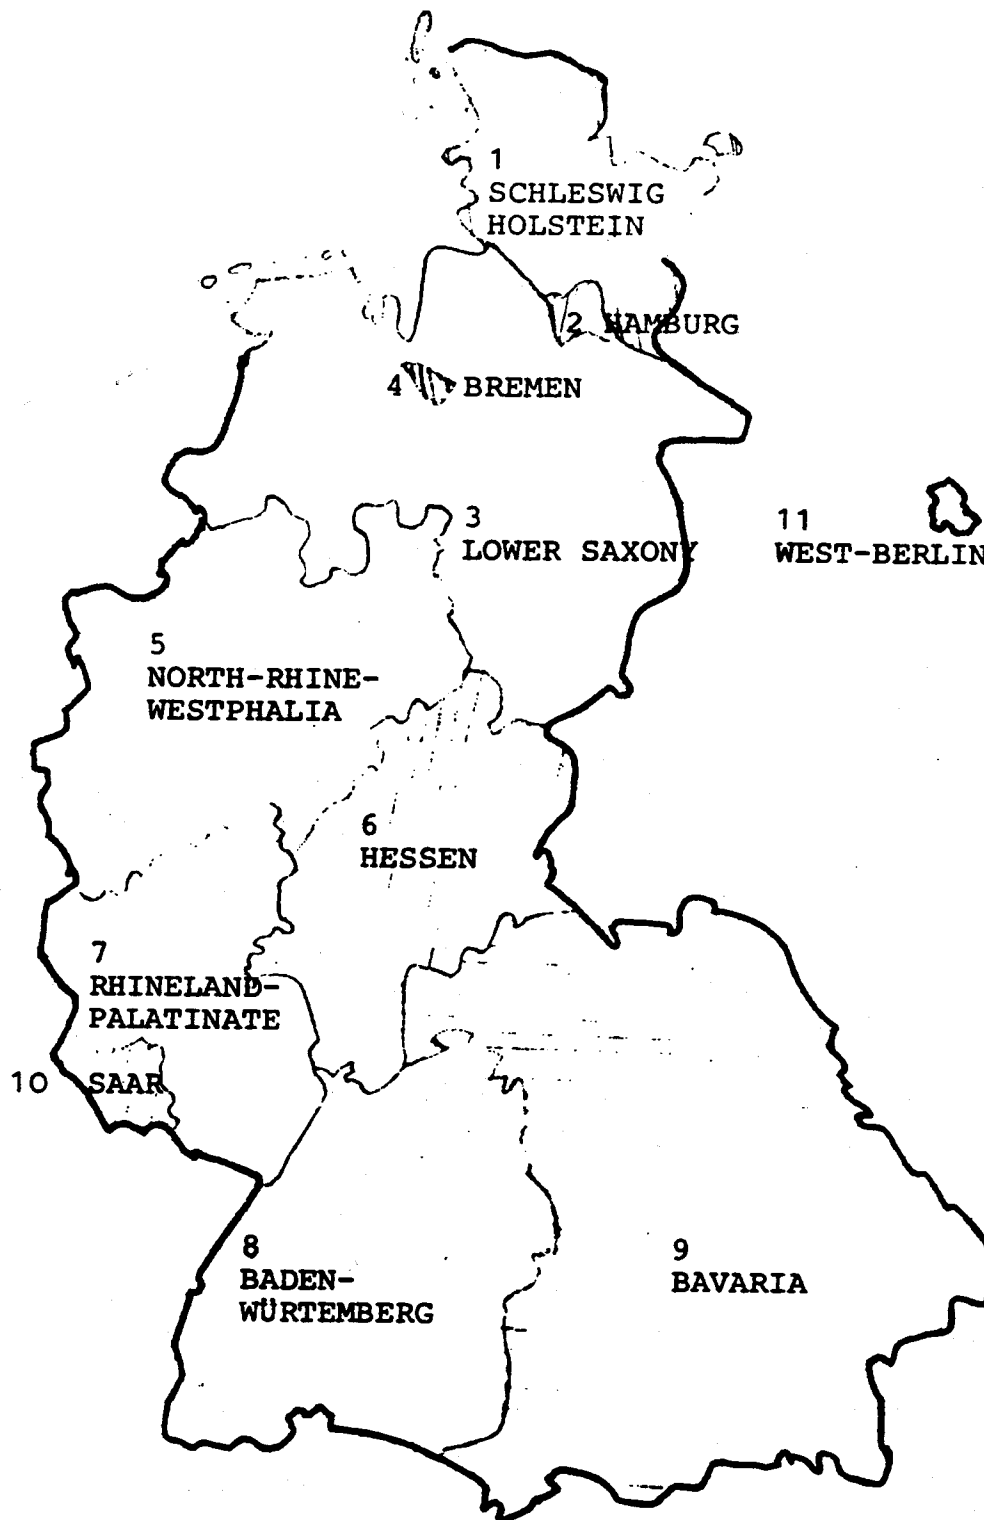 1
SCHLESWIG
HOLSTEIN
2 HAMBURG
4 BREMEN
3
LOWER SAXONY
11
WEST-BERLIN
5
NORTH-RHINE-
WESTPHALIA
6
HESSEN
7
RHINELAND-
PALATINATE
10 SAAR
8
BADEN-
WÜRTEMBERG
9
BAVARIA